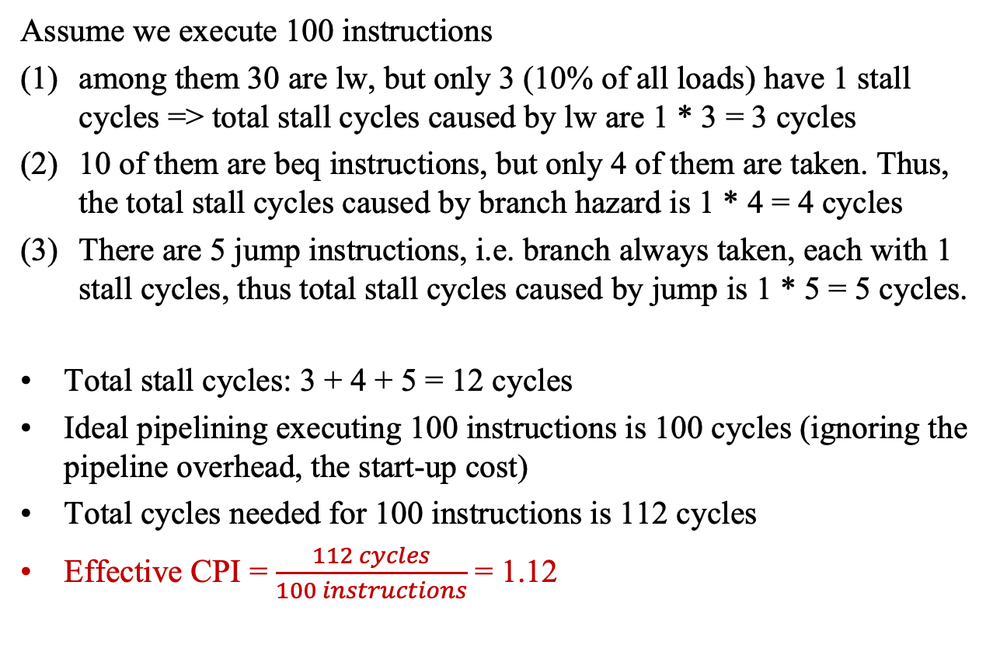 Assume we execute 100 instructions
(1) among them 30 are lw, but only 3 (10% of all loads) have 1 stall
cycles => total stall cycles caused by lw are 1 * 3 = 3 cycles
(2) 10 of them are beq instructions, but only 4 of them are taken. Thus,
the total stall cycles caused by branch hazard is 1 * 4 = 4 cycles
(3) There are 5 jump instructions, i.e. branch always taken, each with 1
stall cycles, thus total stall cycles caused by jump is 1 * 5 = 5 cycles.
• Total stall cycles: 3 + 4 + 5 = 12 cycles
• Ideal pipelining executing 100 instructions is 100 cycles (ignoring the
pipeline overhead, the start-up cost)
• Total cycles needed for 100 instructions is 112 cycles
• Effective CPI = 112 cycles / 100 instructions = 1.12